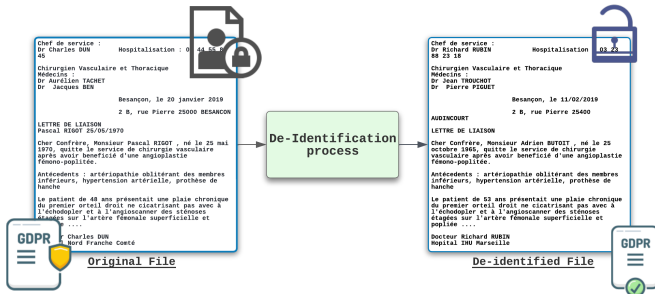 Chef de service :
Dr Charles DUN Hospitalisation : 03 44 55 8
45
Chirurgien Vasculaire et Thoracique
Médecins :
Dr Aurélien TACHET
Dr Jacques BEN
Besançon, le 20 janvier 2019
2 B, rue Pierre 25000 BESANCON
LETTRE DE LIAISON
Pascal RIGOT 25/05/1970
Cher Confrère, Monsieur Pascal RIGOT , né le 25 mai
1970, quitte le service de chirurgie vasculaire
après avoir beneficié d'une angioplastie
fémono-poplitée.
Antécedents : artériopathie oblitérant des membres
inférieurs, hypertension artérielle, prothèse de
hanche
Le patient de 48 ans présentait une plaie chronique
du premier orteil droit ne cicatrisant pas avec à
l'échodopler et à l'angioscanner des sténoses
étagées sur l'artère fémonale superficielle et
Charles DUN
Nord Franche Comté
GDPR
Original File
De-Identification
process
Chef de service :
Dr Richard RUBIN Hospitalisation 03 23
88 23 18
Chirurgien Vasculaire et Thoracique
Médecins :
Dr Jean TROUCHOT
Dr Pierre PIGUET
Besançon, le 11/02/2019
2 B, rue Pierre 25400
AUDINCOURT
LETTRE DE LIAISON
Cher Confrère, Monsieur Adrien BUTOIT , né le 25
octobre 1965, quitte le service de chirurgie
vasculaire après avoir beneficié d'une angioplastie
fémono-poplitée.
Antécedents : artériopathie oblitérant des membres
inférieurs, hypertension artérielle, prothèse de
hanche
Le patient de 53 ans présentait une plaie chronique
du premier orteil droit ne cicatrisant pas avec à
l'échodopler et à l'angioscanner des sténoses
étagées sur l'artère fémonale superficielle et
popliée ....
Docteur Richard RUBIN
Hopital IHU Marseille
GDPR
De-identified File